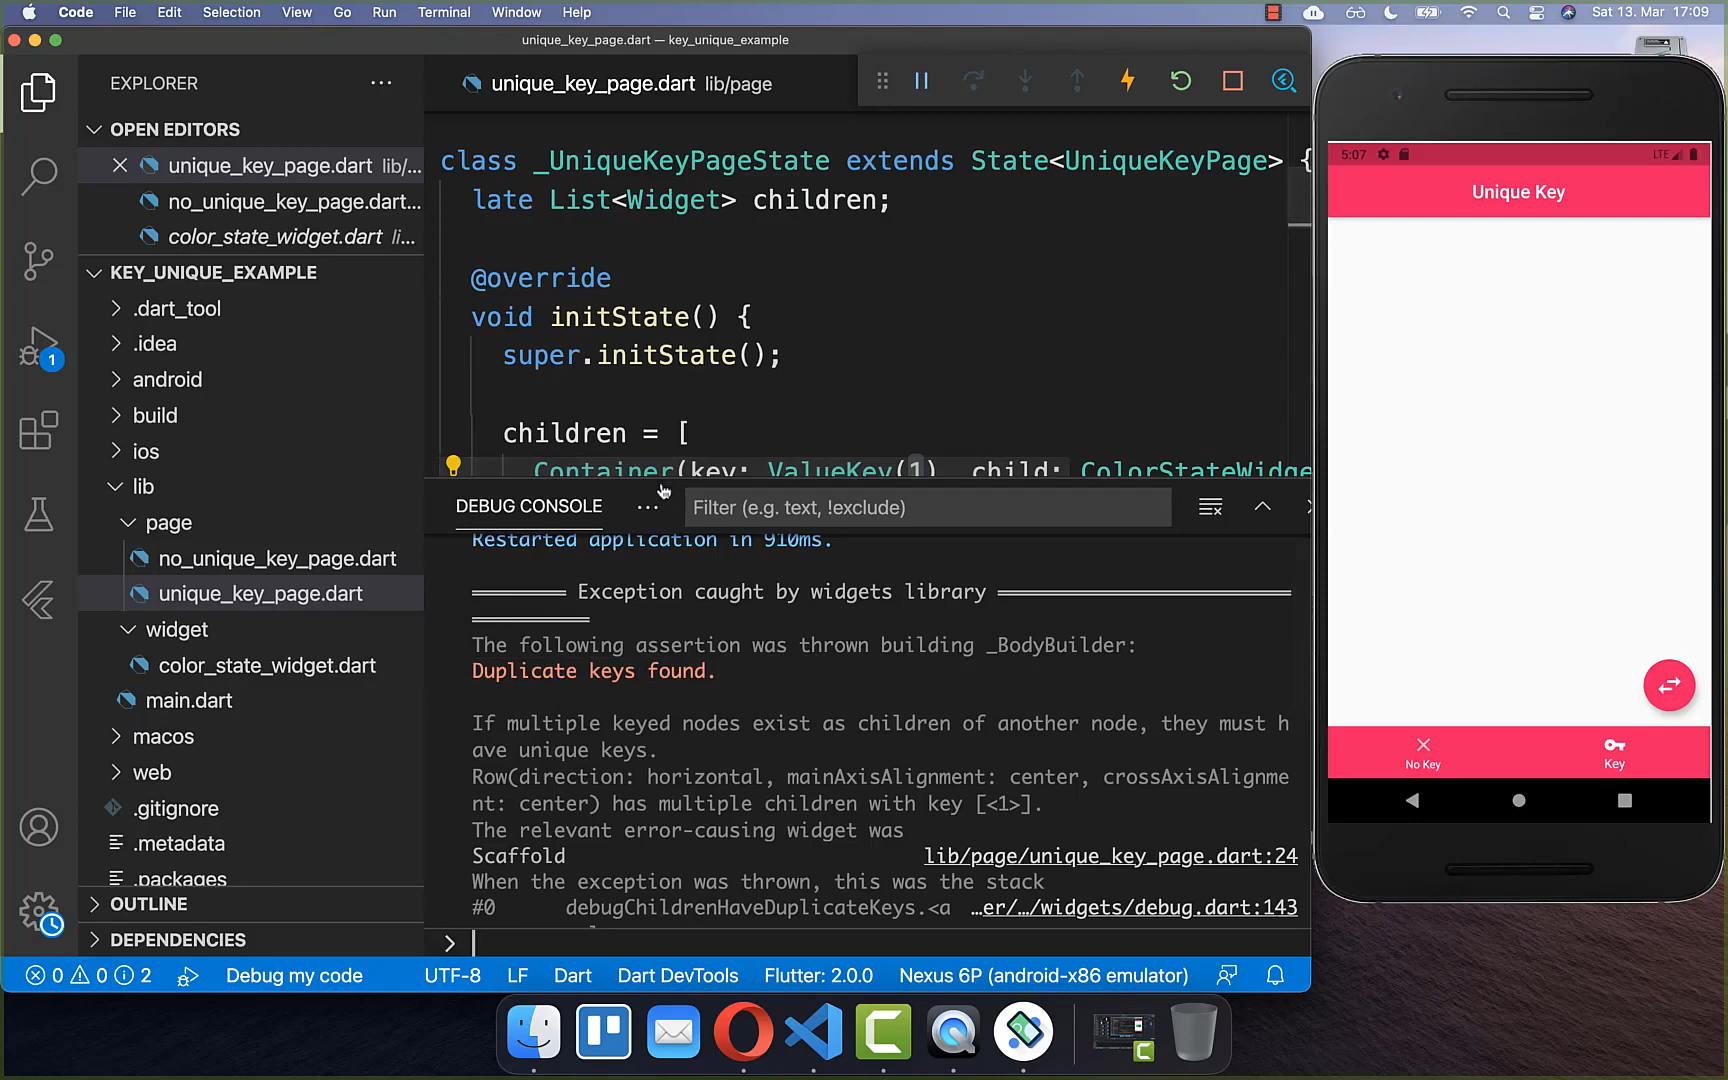 Code File Edit Selection View Go Run Terminal Window Help Sat 13. Mar 17:09
unique_key_page.dart — key_unique_example
EXPLORER
OPEN EDITORS
unique_key_page.dart lib/...
no_unique_key_page.dart...
color_state_widget.dart li...
KEY_UNIQUE_EXAMPLE
.dart_tool
.idea
android
build
ios
lib
page
no_unique_key_page.dart
unique_key_page.dart
widget
color_state_widget.dart
main.dart
macos
web
.gitignore
.metadata
.packages
OUTLINE
DEPENDENCIES
1
unique_key_page.dart lib/page
class _UniqueKeyPageState extends State<UniqueKeyPage> {
late List<Widget> children;
@override
void initState() {
super.initState();
children = [
Container(key: ValueKey(1), child: ColorStateWidge
DEBUG CONSOLE
Filter (e.g. text, !exclude)
Restarted application in 910ms.
Exception caught by widgets library
The following assertion was thrown building _BodyBuilder:
Duplicate keys found.
If multiple keyed nodes exist as children of another node, they must h
ave unique keys.
Row(direction: horizontal, mainAxisAlignment: center, crossAxisAlignme
nt: center) has multiple children with key [<1>].
The relevant error-causing widget was
Scaffold lib/page/unique_key_page.dart:24
When the exception was thrown, this was the stack
#0 debugChildrenHaveDuplicateKeys.<a …er/…/widgets/debug.dart:143
>
0 0 2 Debug my code UTF-8 LF Dart Dart DevTools Flutter: 2.0.0 Nexus 6P (android-x86 emulator)
5:07 LTE
Unique Key
No Key
Key